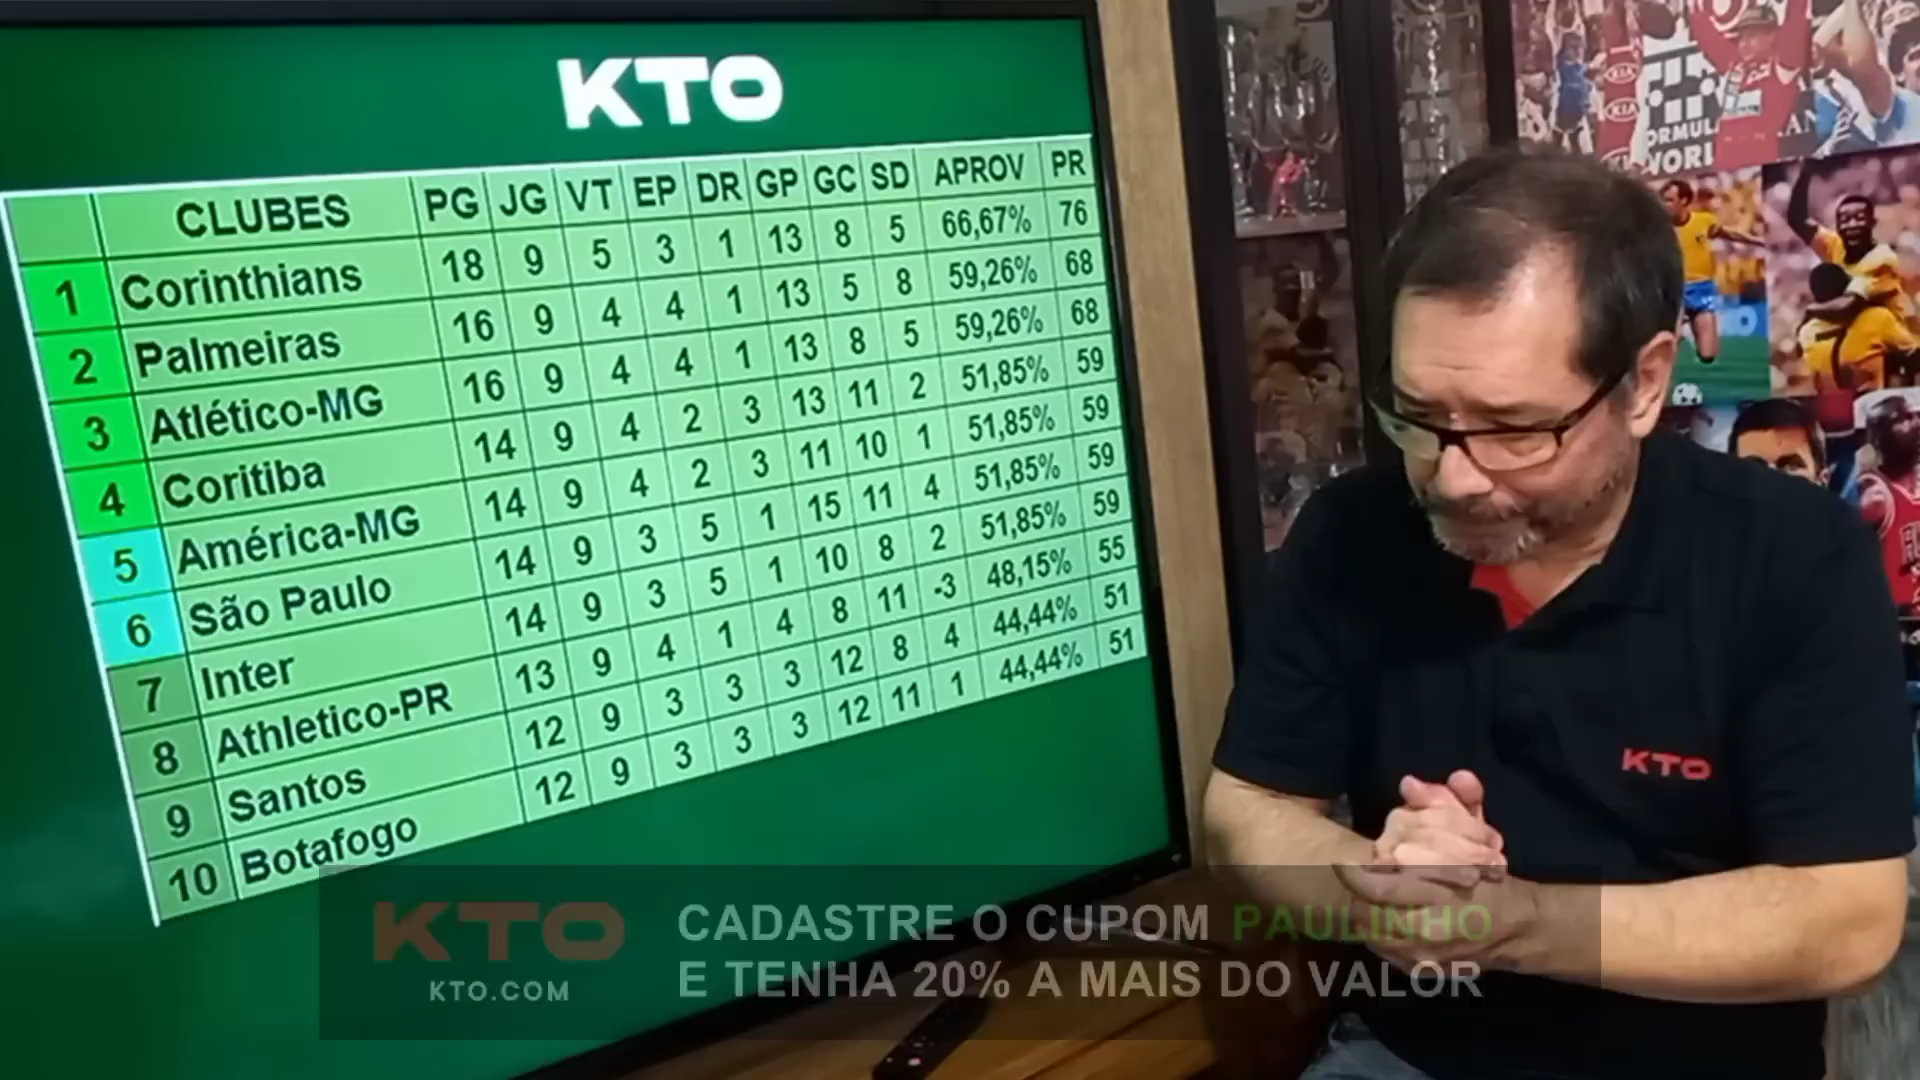 KTO
CLUBES PG JG VT EP DR GP GC SD APROV PR
1 Corinthians 18 9 5 3 1 13 8 5 66,67% 76
2 Palmeiras 16 9 4 4 1 13 5 8 59,26% 68
3 Atlético-MG 16 9 4 4 1 13 8 5 59,26% 68
4 Coritiba 14 9 4 2 3 13 11 2 51,85% 59
5 América-MG 14 9 4 2 3 11 10 1 51,85% 59
6 São Paulo 14 9 3 5 1 15 11 4 51,85% 59
7 Inter 14 9 3 5 1 10 8 2 51,85% 59
8 Athletico-PR 13 9 4 1 4 8 11 -3 48,15% 55
9 Santos 12 9 3 3 3 12 8 4 44,44% 51
10 Botafogo 12 9 3 3 3 12 11 1 44,44% 51
KIA
KIA
FORMULA
WORL
KTO
KTO
KTO.COM
CADASTRE O CUPOM PAULINHO
E TENHA 20% A MAIS DO VALOR